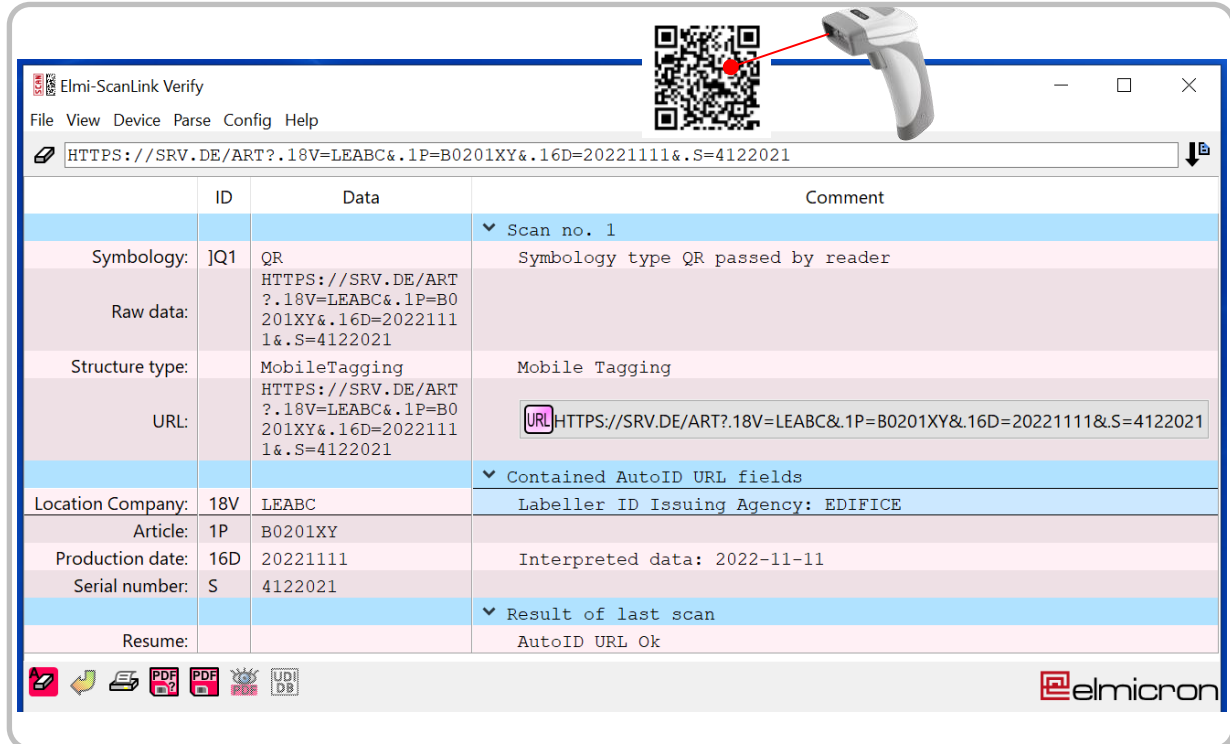 SCAN
Elmi-ScanLink Verify
File View Device Parse Config Help
HTTPS://SRV.DE/ART?.18V=LEABC&.1P=B0201XY&.16D=20221111&.S=4122021
ID Data Comment
Scan no. 1
Symbology: ]Q1 QR Symbology type QR passed by reader
Raw data:
HTTPS://SRV.DE/ART
?.18V=LEABC&.1P=B0
201XY&.16D=2022111
1&.S=4122021
Structure type: MobileTagging Mobile Tagging
URL:
HTTPS://SRV.DE/ART
?.18V=LEABC&.1P=B0
201XY&.16D=2022111
1&.S=4122021
URL HTTPS://SRV.DE/ART?.18V=LEABC&.1P=B0201XY&.16D=20221111&.S=4122021
Contained AutoID URL fields
Location Company: 18V LEABC Labeller ID Issuing Agency: EDIFICE
Article: 1P B0201XY
Production date: 16D 20221111 Interpreted data: 2022-11-11
Serial number: S 4122021
Result of last scan
Resume: AutoID URL Ok
A PDF ? PDF PDF UDI DB
elmicron